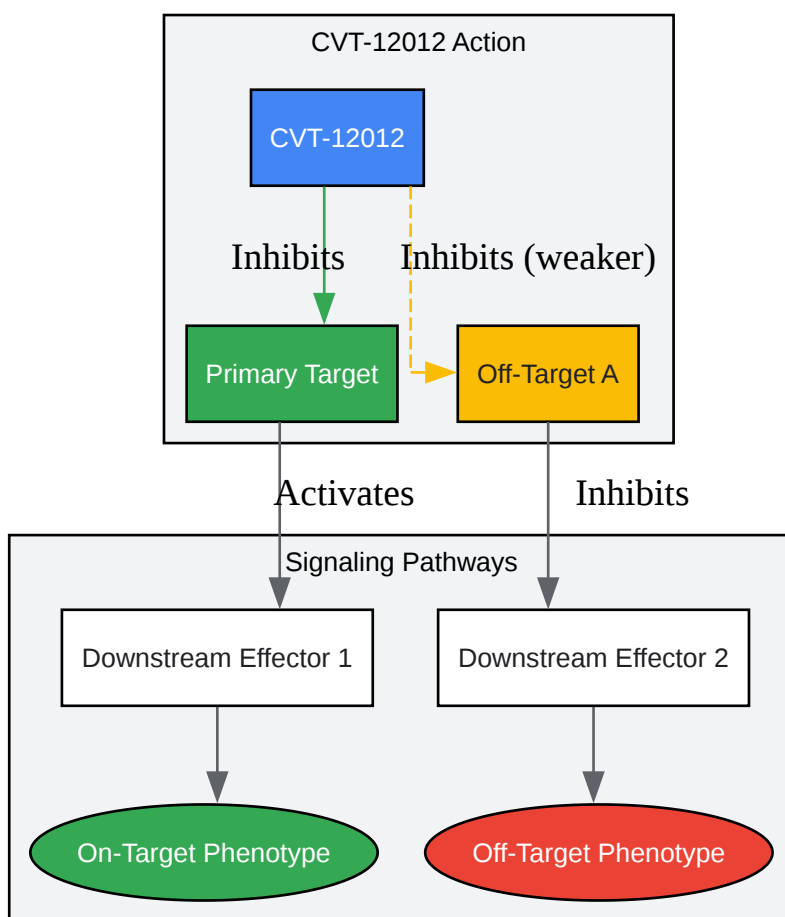 CVT-12012 Action
CVT-12012
Inhibits
Inhibits (weaker)
Primary Target
Off-Target A
Activates
Inhibits
Signaling Pathways
Downstream Effector 1
Downstream Effector 2
On-Target Phenotype
Off-Target Phenotype